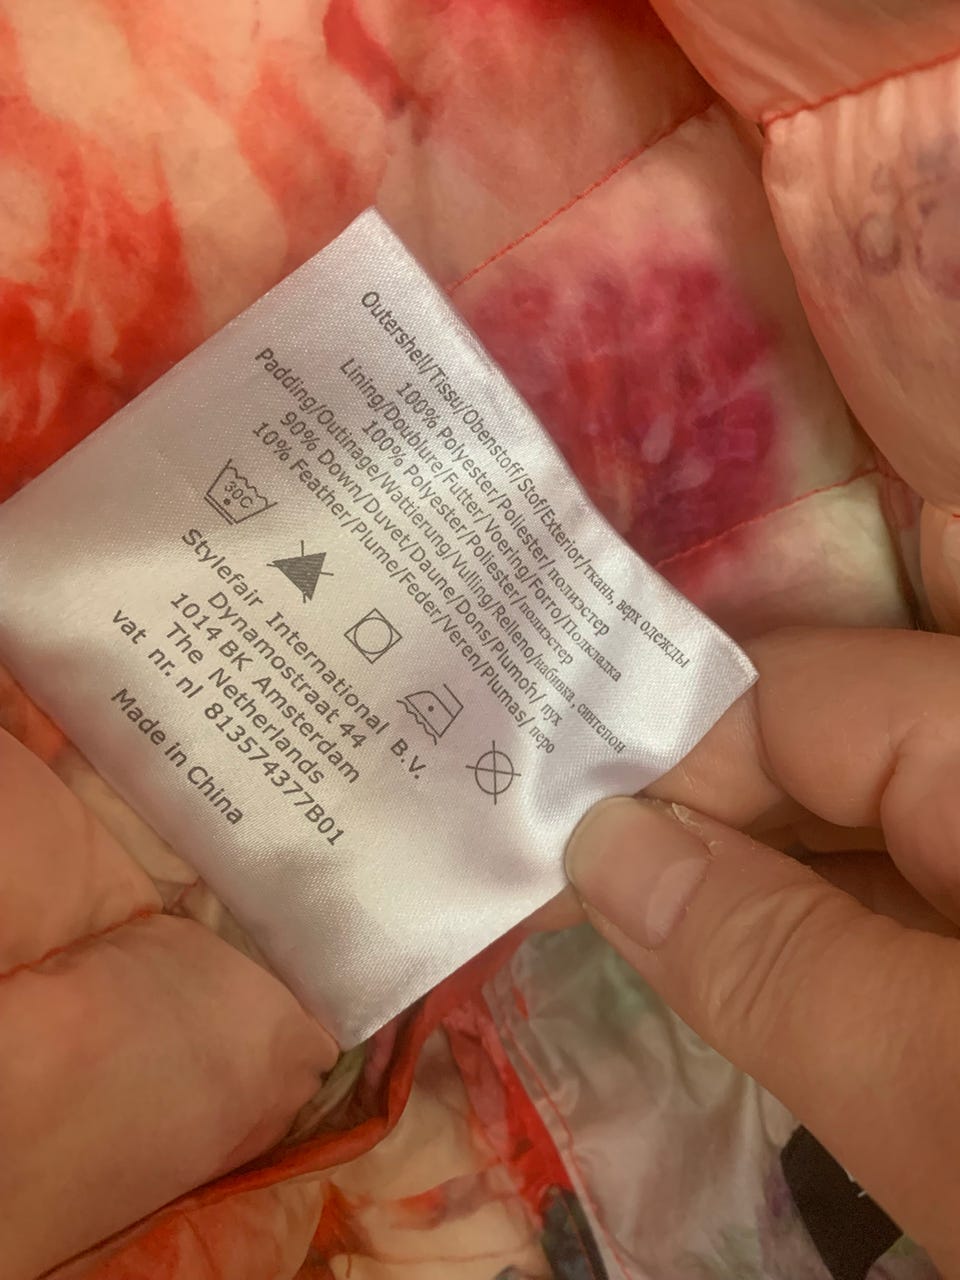 Outershell/Tissu/Obenstoff/Stof/Exterior/ткань, верх одежды
100% Polyester/Poliester/полиэстер
Lining/Doublure/Futter/Voering/Forro/Подкладка
100% Polyester/Poliester/полиэстер
Padding/Outinage/Wattierung/Vulling/Relleno/набивка, синтепон
90% Down/Duvet/Daune/Dons/Plumoń/ пух
10% Feather/Plume/Feder/Veren/Plumas/ перо
30C
Stylefair International B.V.
Dynamostraat 44
1014 BK Amsterdam
The Netherlands
vat nr. nl 813574377B01
Made in China